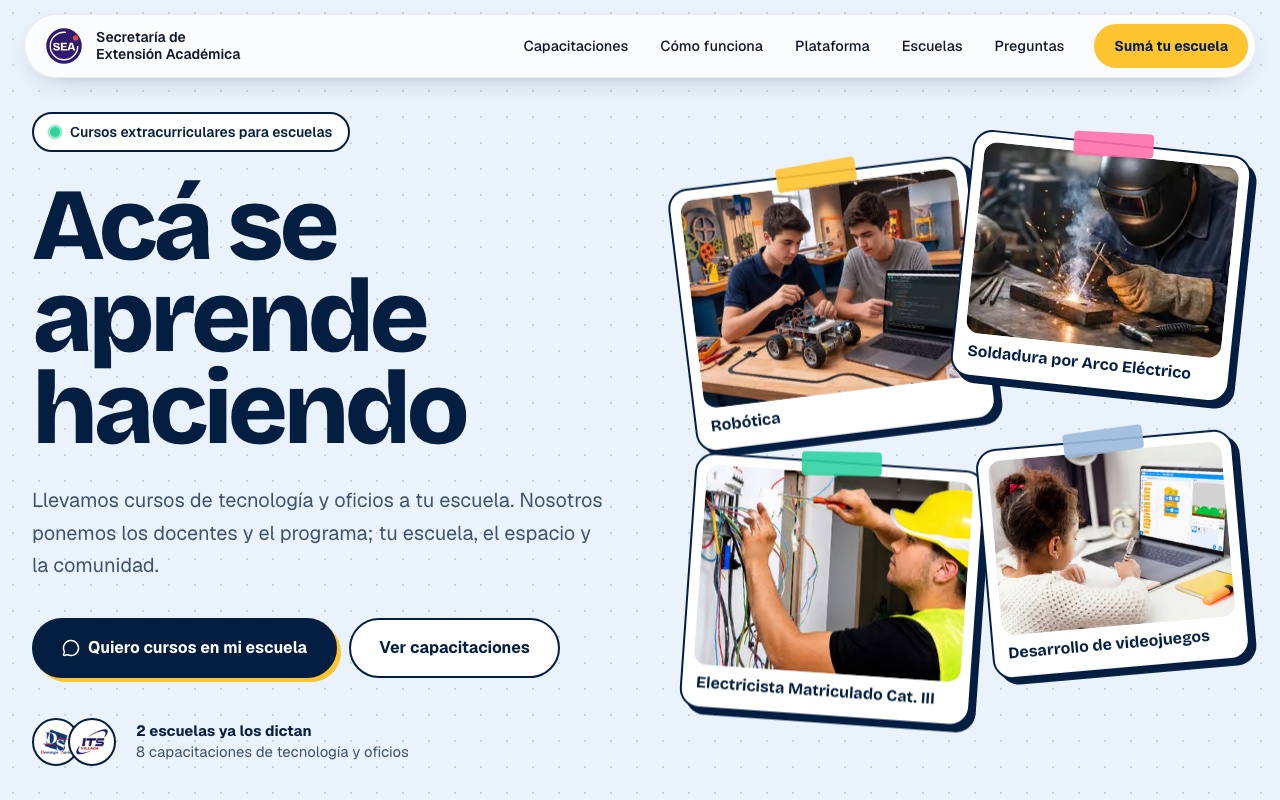 SEA
Secretaría de
Extensión Académica
Capacitaciones
Cómo funciona
Plataforma
Escuelas
Preguntas
Sumá tu escuela
Cursos extracurriculares para escuelas
Acá se
aprende
haciendo
Llevamos cursos de tecnología y oficios a tu escuela. Nosotros
ponemos los docentes y el programa; tu escuela, el espacio y
la comunidad.
Quiero cursos en mi escuela
Ver capacitaciones
DS
ITS
VILLADA
2 escuelas ya los dictan
8 capacitaciones de tecnología y oficios
Robótica
Soldadura por Arco Eléctrico
Electricista Matriculado Cat. III
Desarrollo de videojuegos